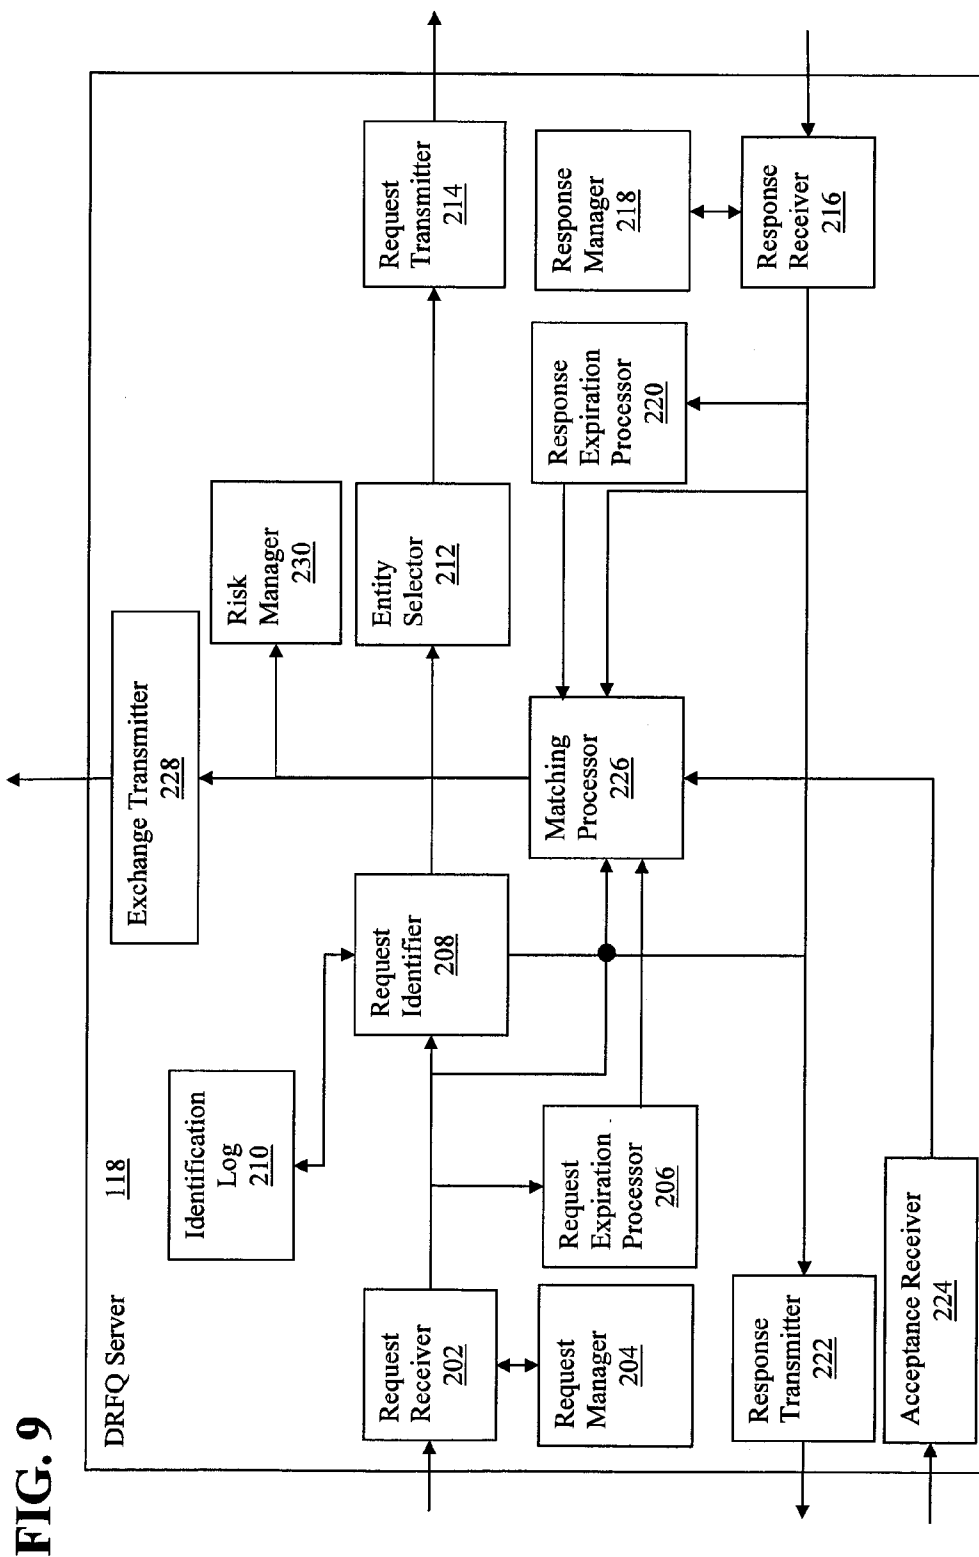 FIG. 9
DRFQ Server
118
Exchange Transmitter
228
Identification
Log
210
Risk
Manager
230
Request
Receiver
202
Request
Identifier
208
Entity
Selector
212
Request
Transmitter
214
Request
Manager
204
Request
Expiration
Processor
206
Matching
Processor
226
Response
Expiration
Processor
220
Response
Manager
218
Response
Transmitter
222
Response
Receiver
216
Acceptance Receiver
224